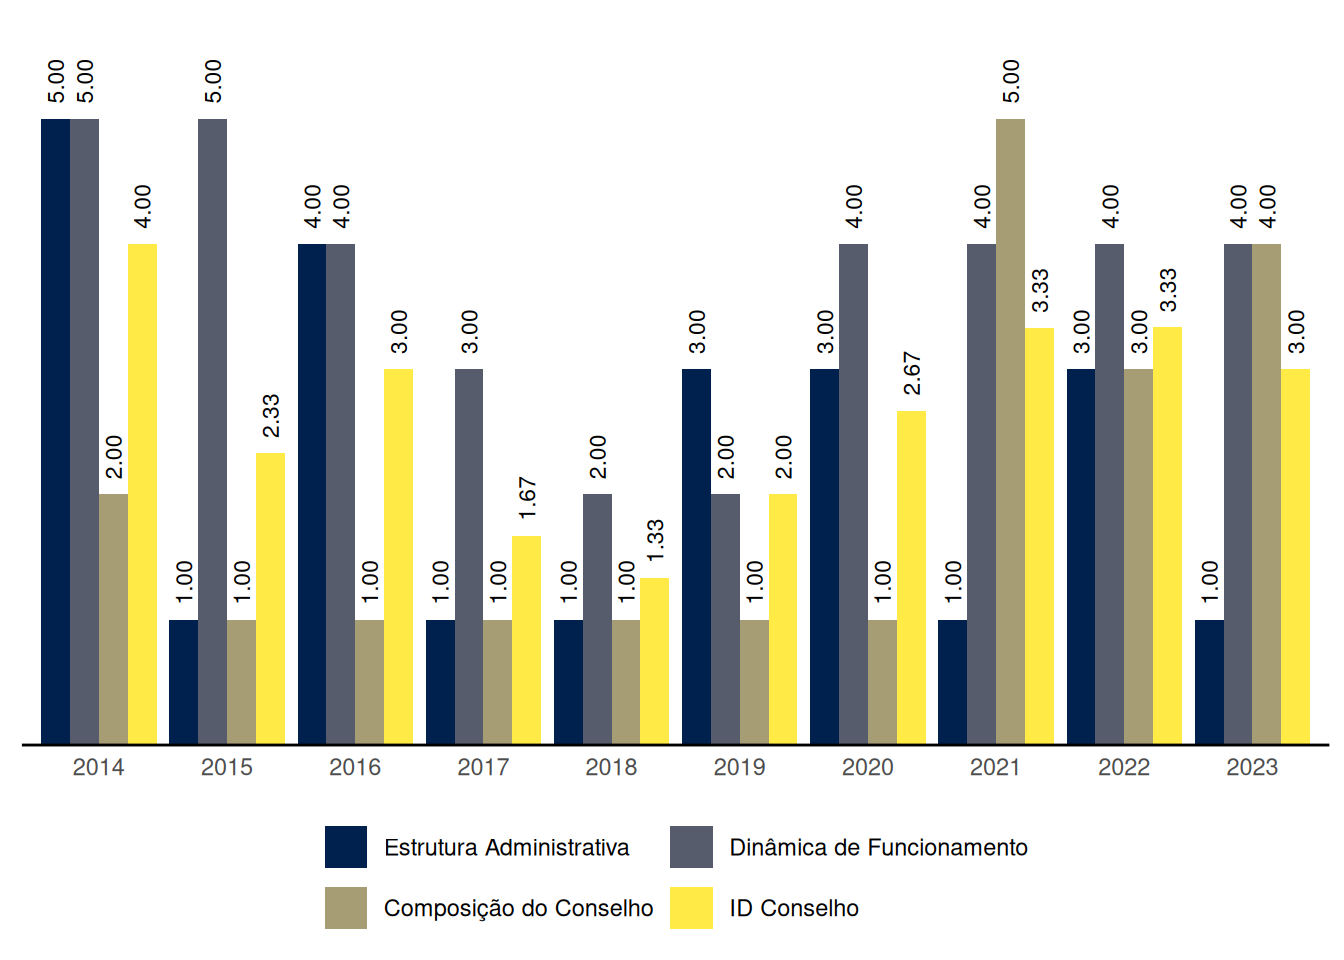 5.00 5.00 2.00 4.00
1.00 5.00 1.00 2.33
4.00 4.00 1.00 3.00
1.00 3.00 1.00 1.67
1.00 2.00 1.00 1.33
3.00 2.00 1.00 2.00
3.00 4.00 1.00 2.67
1.00 4.00 5.00 3.33
3.00 4.00 3.00 3.33
1.00 4.00 4.00 3.00
2014 2015 2016 2017 2018 2019 2020 2021 2022 2023
Estrutura Administrativa Dinâmica de Funcionamento
Composição do Conselho ID Conselho